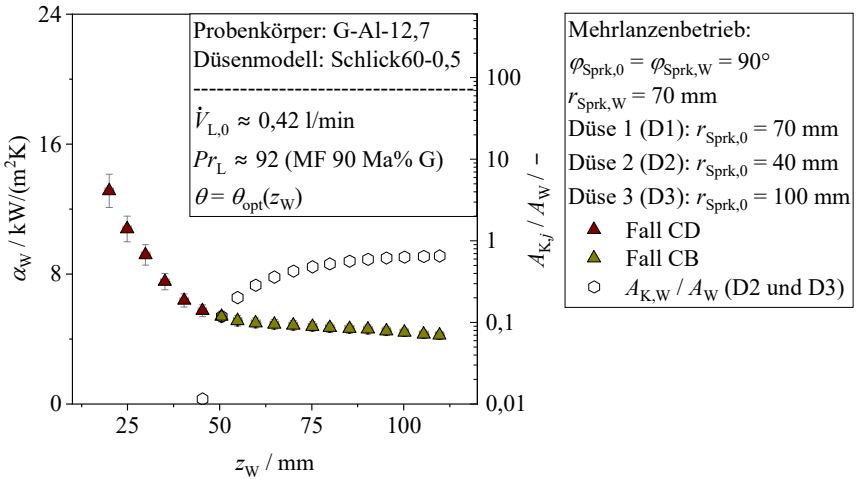 Probenkörper: G-Al-12,7
Düsenmodell: Schlick60-0,5
V̇L,0 ≈ 0,42 l/min
PrL ≈ 92 (MF 90 Ma% G)
θ = θopt(zW)
αW / kW/(m²K)
24
16
8
0
25
50
75
100
zW / mm
100
10
1
0,1
0,01
AK,j / AW / −
Mehrlanzenbetrieb:
φSprk,0 = φSprk,W = 90°
rSprk,W = 70 mm
Düse 1 (D1): rSprk,0 = 70 mm
Düse 2 (D2): rSprk,0 = 40 mm
Düse 3 (D3): rSprk,0 = 100 mm
Fall CD
Fall CB
AK,W / AW (D2 und D3)